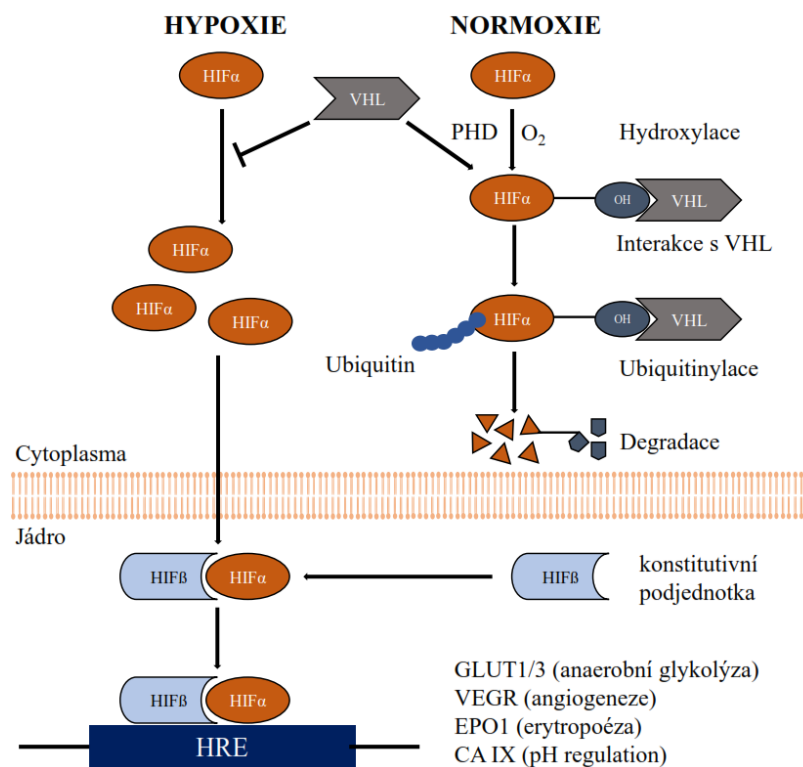 HYPOXIE
NORMOXIE
HIFα
VHL
HIFα
PHD
O₂
Hydroxylace
HIFα
OH
VHL
Interakce s VHL
HIFα
HIFα
HIFα
HIFα
OH
VHL
Ubiquitin
Ubiquitinylace
Degradace
Cytoplasma
Jádro
HIFß
HIFα
HIFß
konstitutivní
podjednotka
HIFß
HIFα
HRE
GLUT1/3 (anaerobní glykolýza)
VEGR (angiogeneze)
EPO1 (erytropoéza)
CA IX (pH regulation)